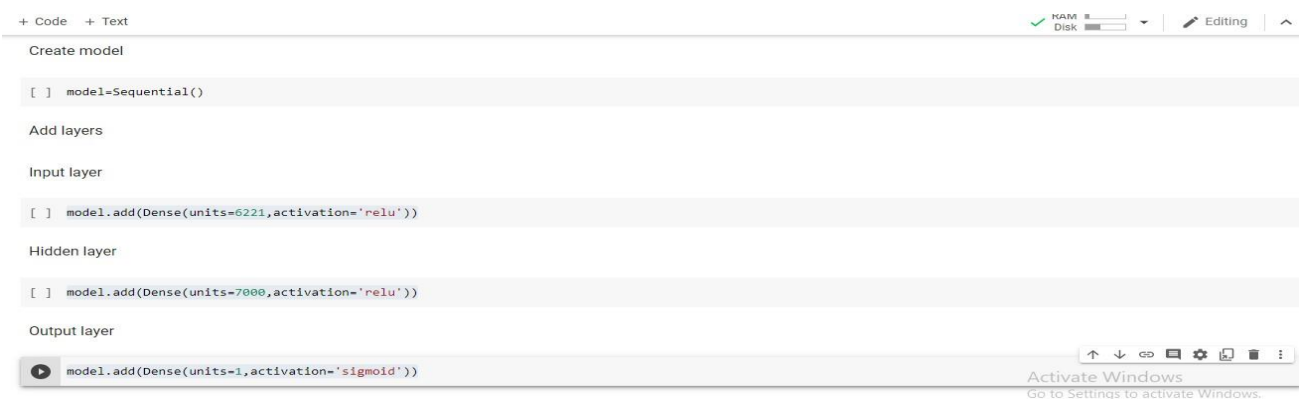 + Code + Text
RAM
Disk
Editing
Create model
[ ] model=Sequential()
Add layers
Input layer
[ ] model.add(Dense(units=6221,activation='relu'))
Hidden layer
[ ] model.add(Dense(units=7000,activation='relu'))
Output layer
model.add(Dense(units=1,activation='sigmoid'))
Activate Windows
Go to Settings to activate Windows.